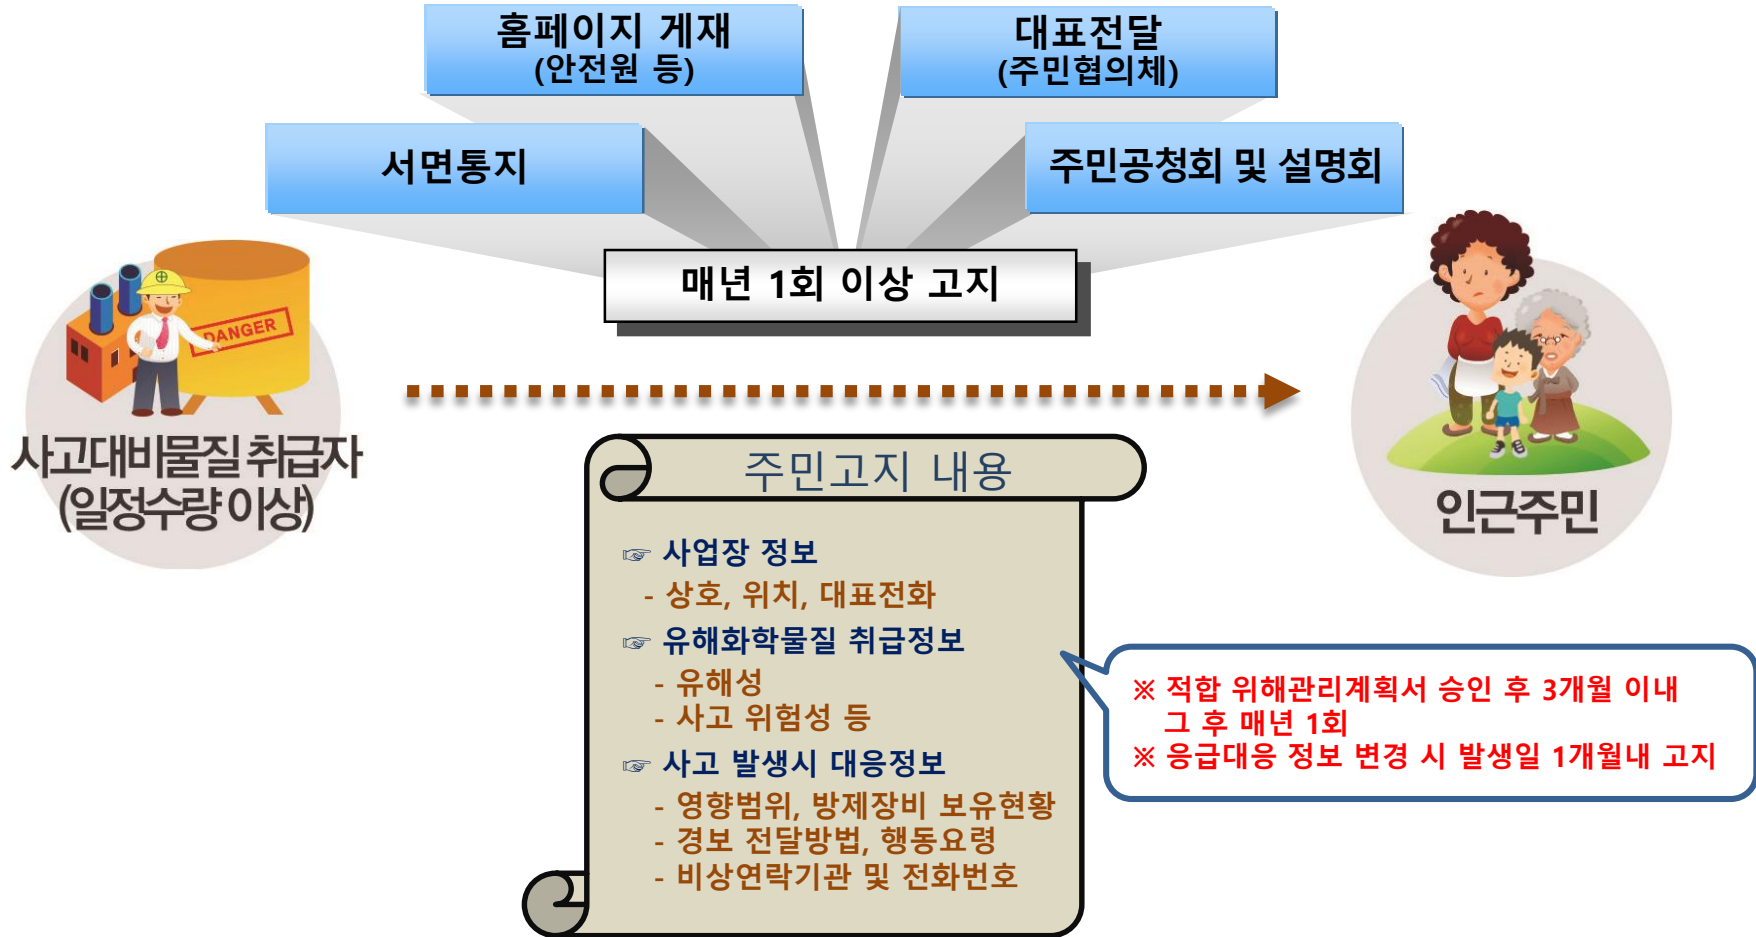 홈페이지 게재
(안전원 등)
대표전달
(주민협의체)
서면통지
주민공청회 및 설명회
매년 1회 이상 고지
DANGER
사고대비물질 취급자
(일정수량 이상)
인근주민
주민고지 내용
☞ 사업장 정보
- 상호, 위치, 대표전화
☞ 유해화학물질 취급정보
- 유해성
- 사고 위험성 등
☞ 사고 발생시 대응정보
- 영향범위, 방제장비 보유현황
- 경보 전달방법, 행동요령
- 비상연락기관 및 전화번호
※ 적합 위해관리계획서 승인 후 3개월 이내
그 후 매년 1회
※ 응급대응 정보 변경 시 발생일 1개월내 고지